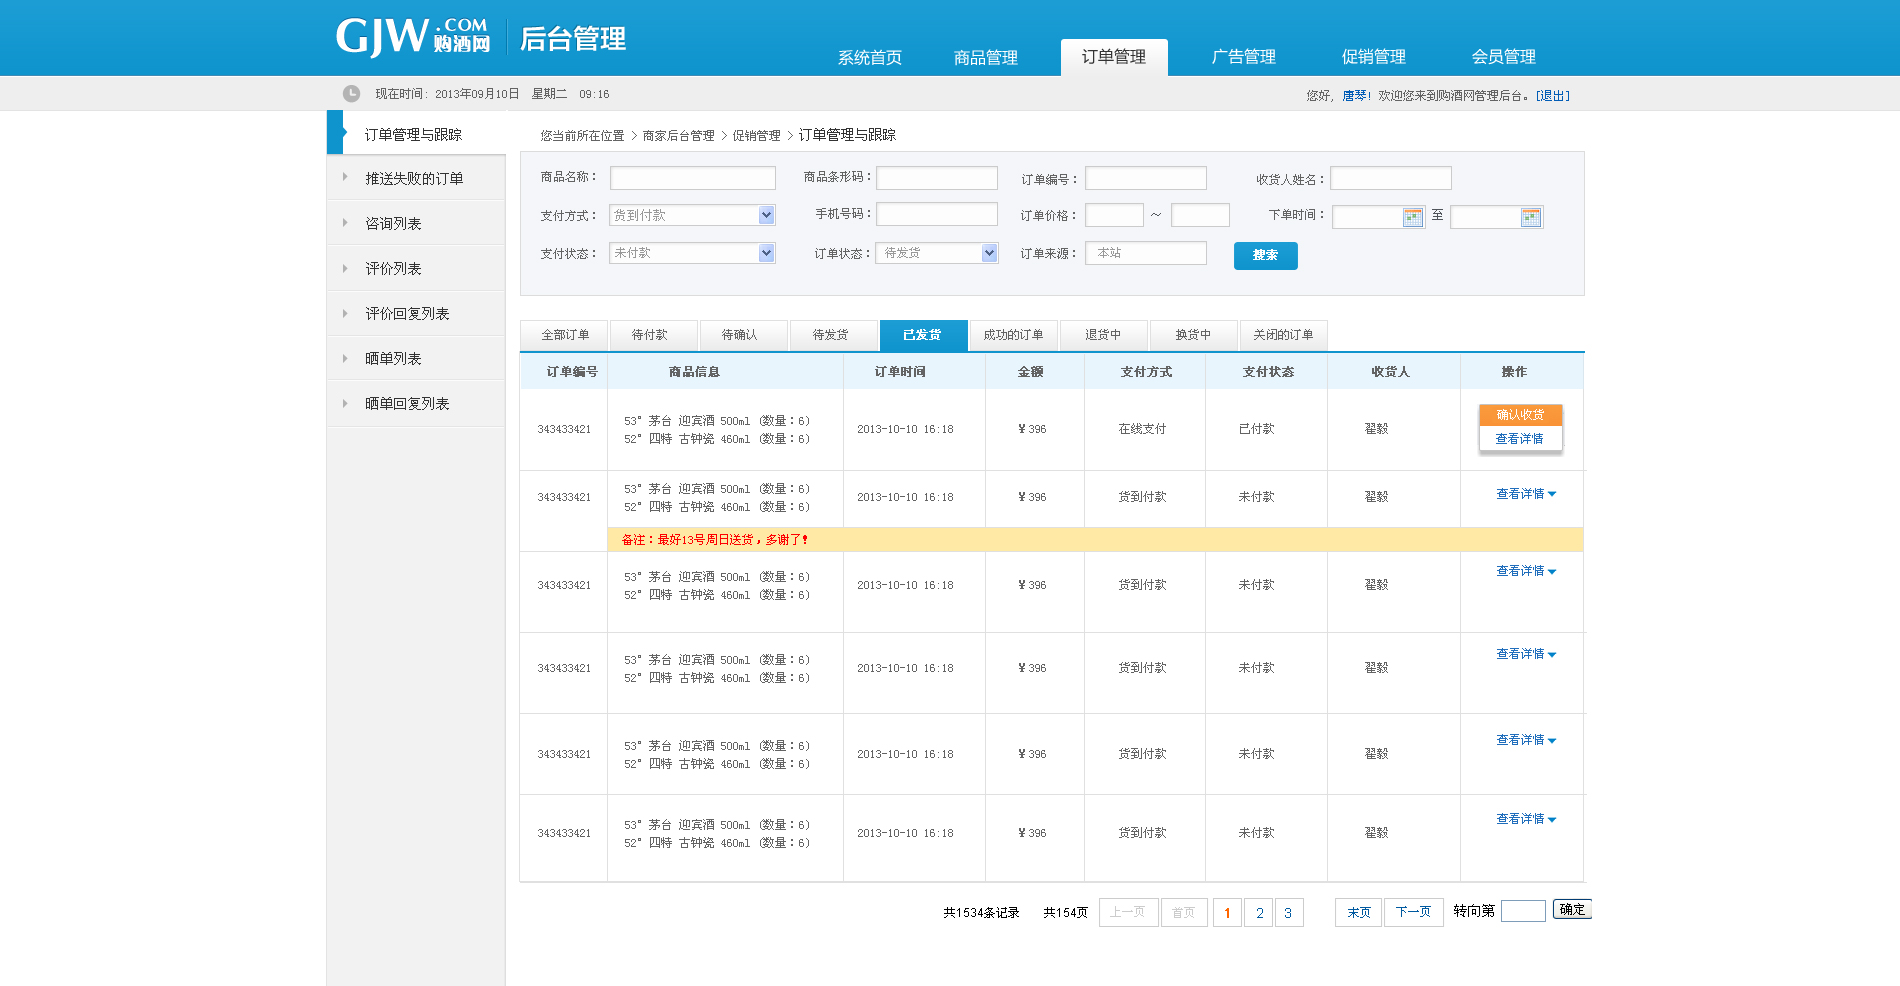 GJW.COM 购酒网 后台管理
系统首页 商品管理 订单管理 广告管理 促销管理 会员管理
现在时间: 2013年09月10日 星期二 09:16
您好, 唐琴! 欢迎您来到购酒网管理后台。[退出]
订单管理与跟踪
推送失败的订单
咨询列表
评价列表
评价回复列表
晒单列表
晒单回复列表
您当前所在位置 > 商家后台管理 > 促销管理 > 订单管理与跟踪
商品名称: 商品条形码: 订单编号: 收货人姓名:
支付方式: 货到付款 手机号码: 订单价格: ~ 下单时间: 至
支付状态: 未付款 订单状态: 待发货 订单来源: 本站 搜索
全部订单 待付款 待确认 待发货 已发货 成功的订单 退货中 换货中 关闭的订单
订单编号 商品信息 订单时间 金额 支付方式 支付状态 收货人 操作
343433421 53° 茅台 迎宾酒 500ml (数量:6) 2013-10-10 16:18 ¥ 396 在线支付 已付款 翟毅 确认收货
52° 四特 古钟瓷 460ml (数量:6) 查看详情
343433421 53° 茅台 迎宾酒 500ml (数量:6) 2013-10-10 16:18 ¥ 396 货到付款 未付款 翟毅 查看详情
52° 四特 古钟瓷 460ml (数量:6)
备注:最好13号周日送货,多谢了!
343433421 53° 茅台 迎宾酒 500ml (数量:6) 2013-10-10 16:18 ¥ 396 货到付款 未付款 翟毅 查看详情
52° 四特 古钟瓷 460ml (数量:6)
343433421 53° 茅台 迎宾酒 500ml (数量:6) 2013-10-10 16:18 ¥ 396 货到付款 未付款 翟毅 查看详情
52° 四特 古钟瓷 460ml (数量:6)
343433421 53° 茅台 迎宾酒 500ml (数量:6) 2013-10-10 16:18 ¥ 396 货到付款 未付款 翟毅 查看详情
52° 四特 古钟瓷 460ml (数量:6)
343433421 53° 茅台 迎宾酒 500ml (数量:6) 2013-10-10 16:18 ¥ 396 货到付款 未付款 翟毅 查看详情
52° 四特 古钟瓷 460ml (数量:6)
共1534条记录 共154页 上一页 首页 1 2 3 末页 下一页 转向第 确定